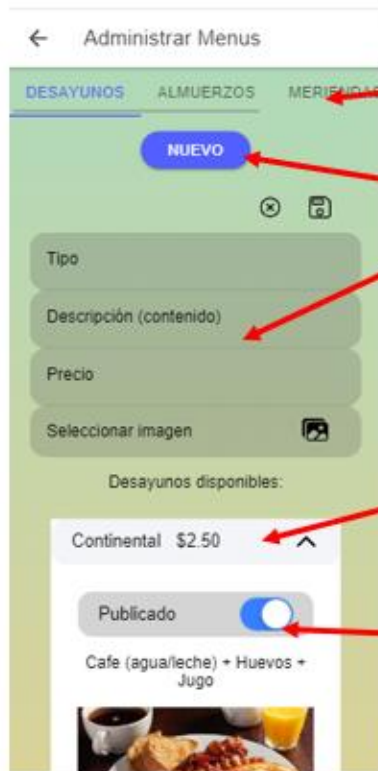 Administrar Menus
DESAYUNOS ALMUERZOS MERIENDAS
NUEVO
Tipo
Descripción (contenido)
Precio
Seleccionar imagen
Desayunos disponibles:
Continental $2.50
Publicado
Cafe (agua/leche) + Huevos +
Jugo